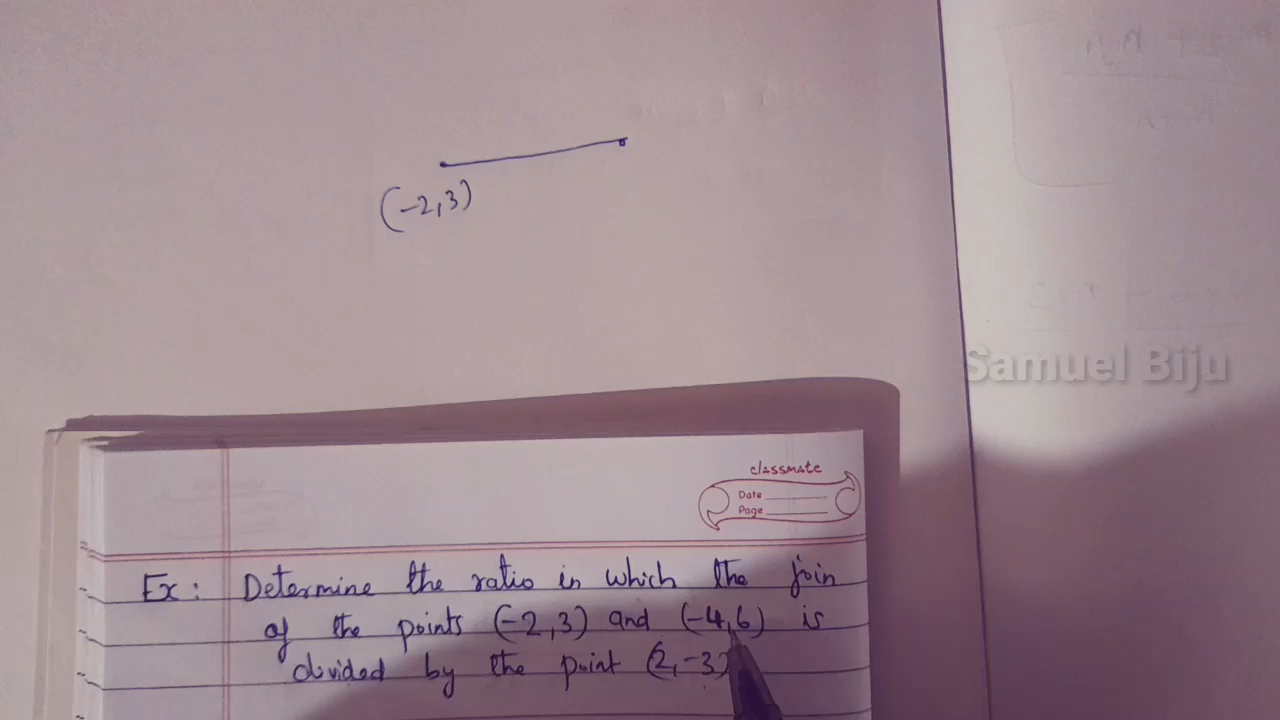 (-2,3)
Samuel Biju
classmate
Date
Page
Ex: Determine the ratio in which the join
of the points (-2,3) and (-4,6) is
divided by the point (2,-3)